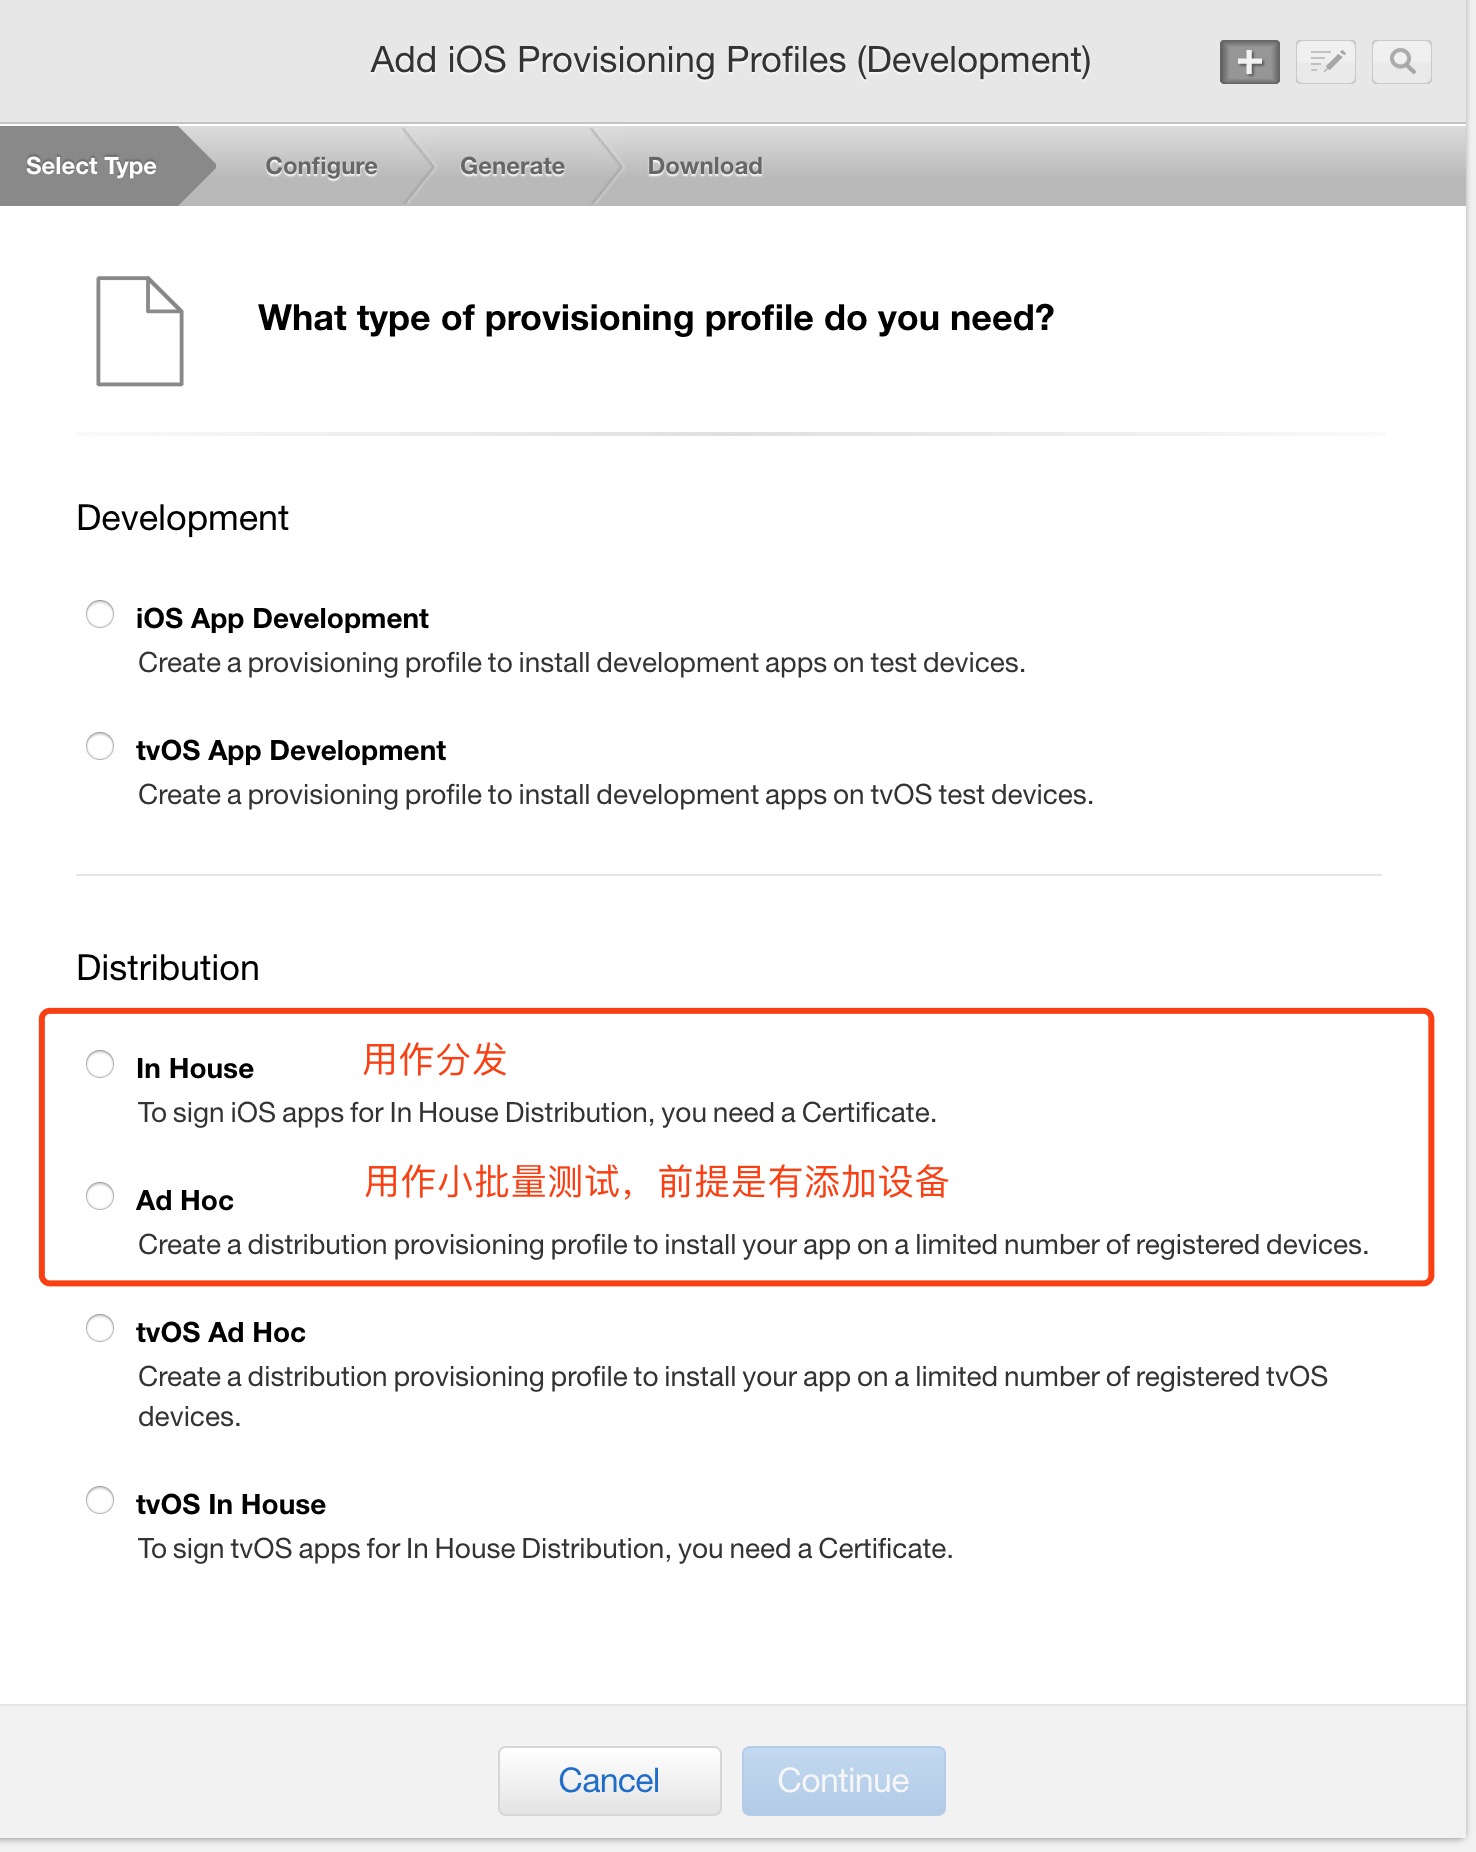 Add iOS Provisioning Profiles (Development)
Select Type
Configure
Generate
Download
What type of provisioning profile do you need?
Development
iOS App Development
Create a provisioning profile to install development apps on test devices.
tvOS App Development
Create a provisioning profile to install development apps on tvOS test devices.
Distribution
In House
用作分发
To sign iOS apps for In House Distribution, you need a Certificate.
Ad Hoc
用作小批量测试，前提是有添加设备
Create a distribution provisioning profile to install your app on a limited number of registered devices.
tvOS Ad Hoc
Create a distribution provisioning profile to install your app on a limited number of registered tvOS
devices.
tvOS In House
To sign tvOS apps for In House Distribution, you need a Certificate.
Cancel
Continue